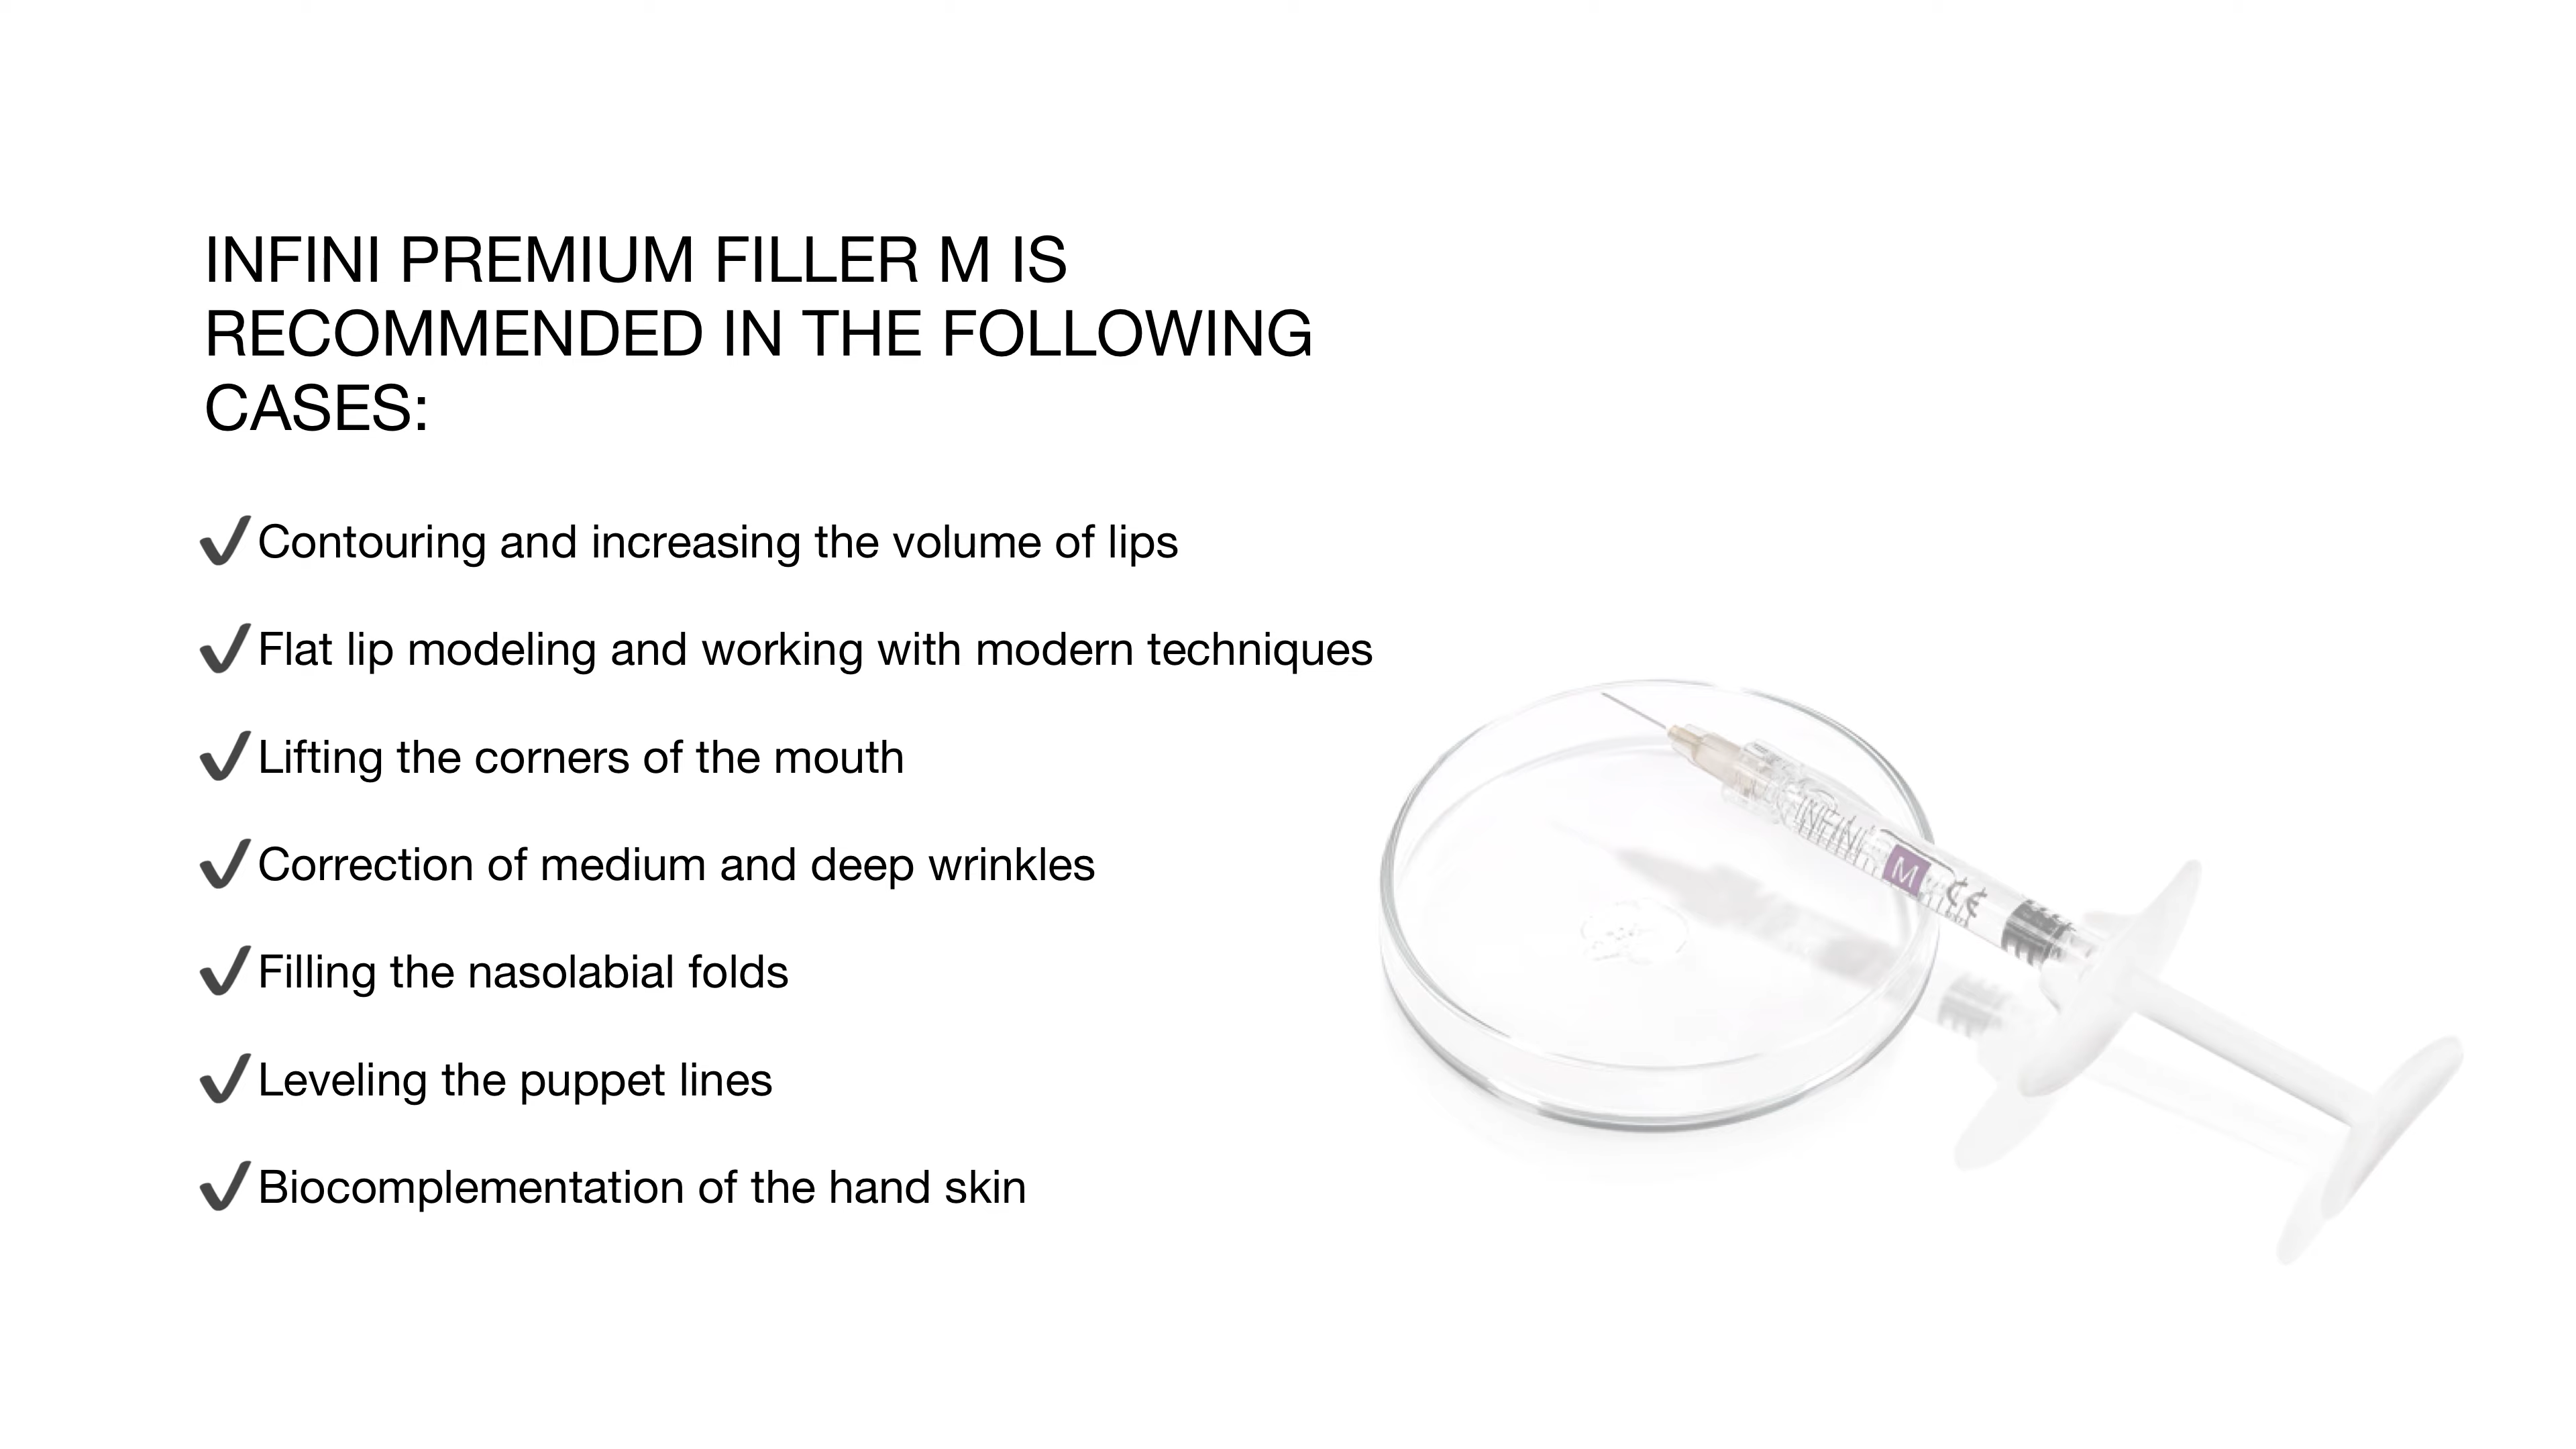 INFINI PREMIUM FILLER M IS
RECOMMENDED IN THE FOLLOWING
CASES:
✔Contouring and increasing the volume of lips
✔Flat lip modeling and working with modern techniques
✔Lifting the corners of the mouth
✔Correction of medium and deep wrinkles
✔Filling the nasolabial folds
✔Leveling the puppet lines
✔Biocomplementation of the hand skin
INFINI
M
CE